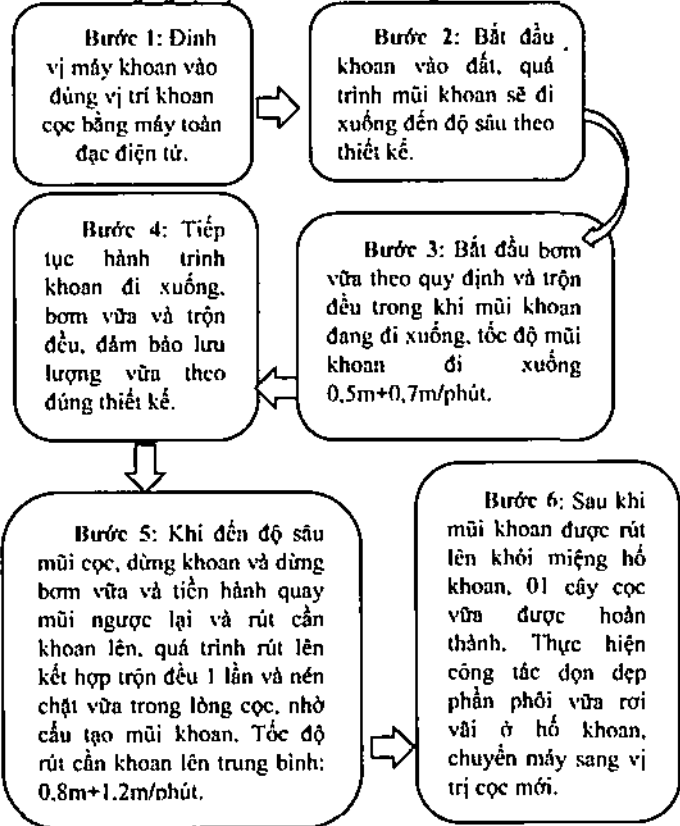 Bước 1: Định
vị máy khoan vào
đúng vị trí khoan
cọc bằng máy toàn
đạc điện tử.
Bước 2: Bắt đầu
khoan vào đất, quá
trình mũi khoan sẽ đi
xuống đến độ sâu theo
thiết kế.
Bước 3: Bắt đầu bơm
vữa theo quy định và trộn
đều trong khi mũi khoan
đang đi xuống, tốc độ mũi
khoan đi xuống
0,5m+0,7m/phút.
Bước 4: Tiếp
tục hành trình
khoan đi xuống,
bơm vữa và trộn
đều, đảm bảo lưu
lượng vữa theo
đúng thiết kế.
Bước 5: Khi đến độ sâu
mũi cọc, dừng khoan và dừng
bơm vữa và tiến hành quay
mũi ngược lại và rút cần
khoan lên, quá trình rút lên
kết hợp trộn đều 1 lần và nén
chặt vữa trong lòng cọc, nhờ
cấu tạo mũi khoan. Tốc độ
rút cần khoan lên trung bình:
0,8m+1,2m/phút.
Bước 6: Sau khi
mũi khoan được rút
lên khỏi miệng hố
khoan, 01 cây cọc
vữa được hoàn
thành. Thực hiện
công tác dọn dẹp
phần phôi vữa rơi
vãi ở hố khoan,
chuyển máy sang vị
trí cọc mới.